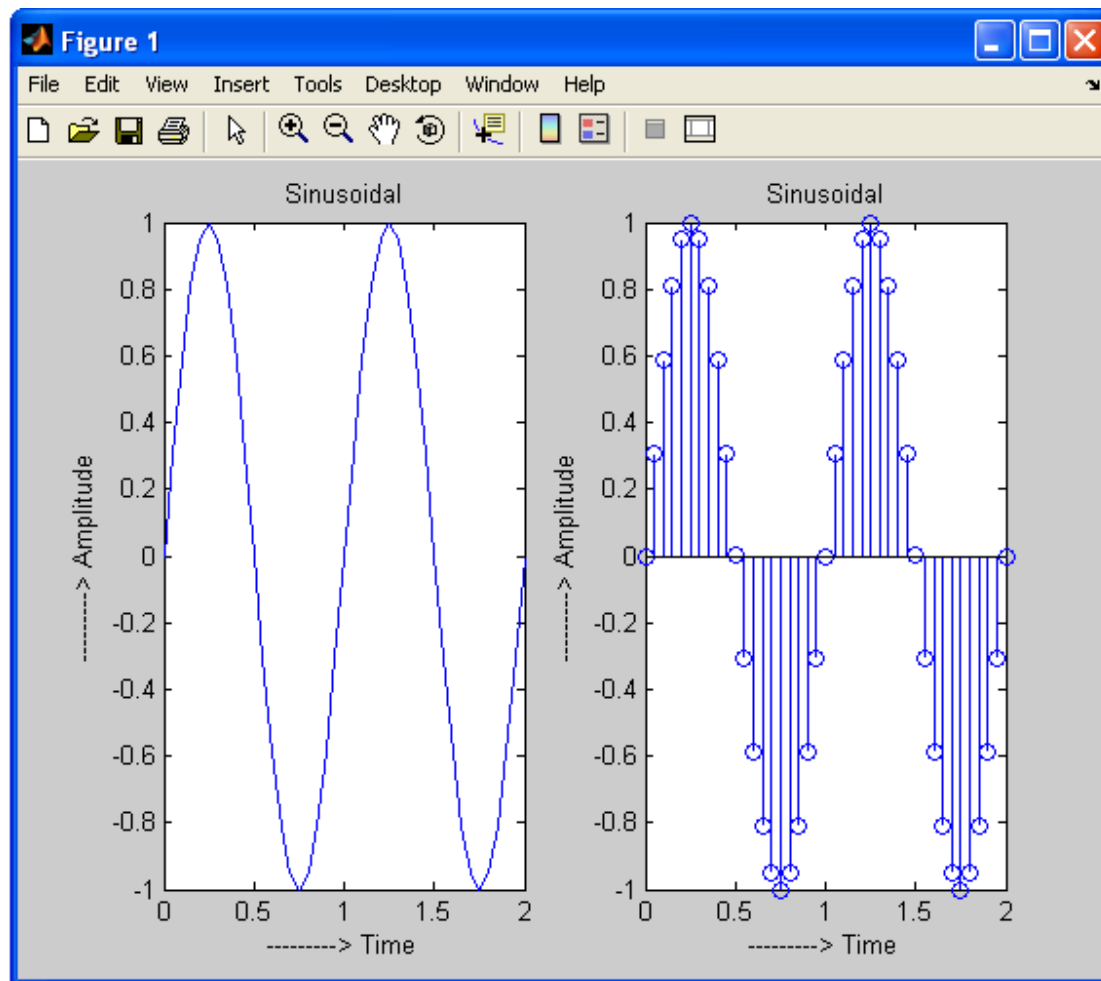 Figure 1
File Edit View Insert Tools Desktop Window Help
Sinusoidal
1
0.8
0.6
0.4
0.2
0
-0.2
-0.4
-0.6
-0.8
-1
-------> Amplitude
0 0.5 1 1.5 2
---------> Time
Sinusoidal
1
0.8
0.6
0.4
0.2
0
-0.2
-0.4
-0.6
-0.8
-1
-------> Amplitude
0 0.5 1 1.5 2
---------> Time